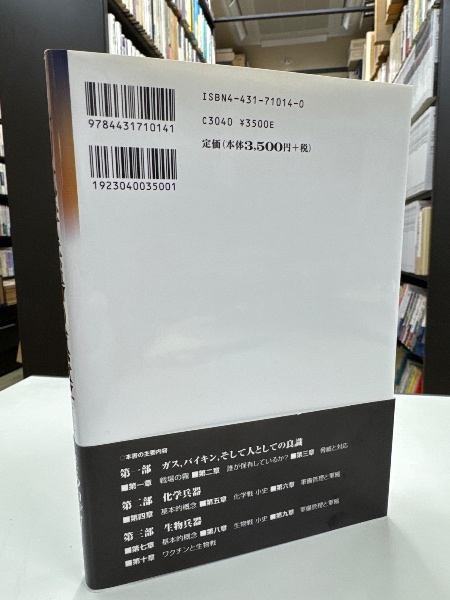 ISBN4-431-71014-0
9784431710141
C3040 ¥3500E
定価(本体3,500円+税)
1923040035001
○本書の主要内容
第一部 ガス、バイキン、そして人としての良識
■第一章 戦場の霧 ■第二章 誰が保有しているか? ■第三章 脅威と対応
第二部 化学兵器
■第四章 基本的概念 ■第五章 化学戦 小史 ■第六章 軍備管理と軍縮
第三部 生物兵器
■第七章 基本的概念 ■第八章 生物戦 小史 ■第九章 軍備管理と軍縮
■第十章 ワクチンと生物戦